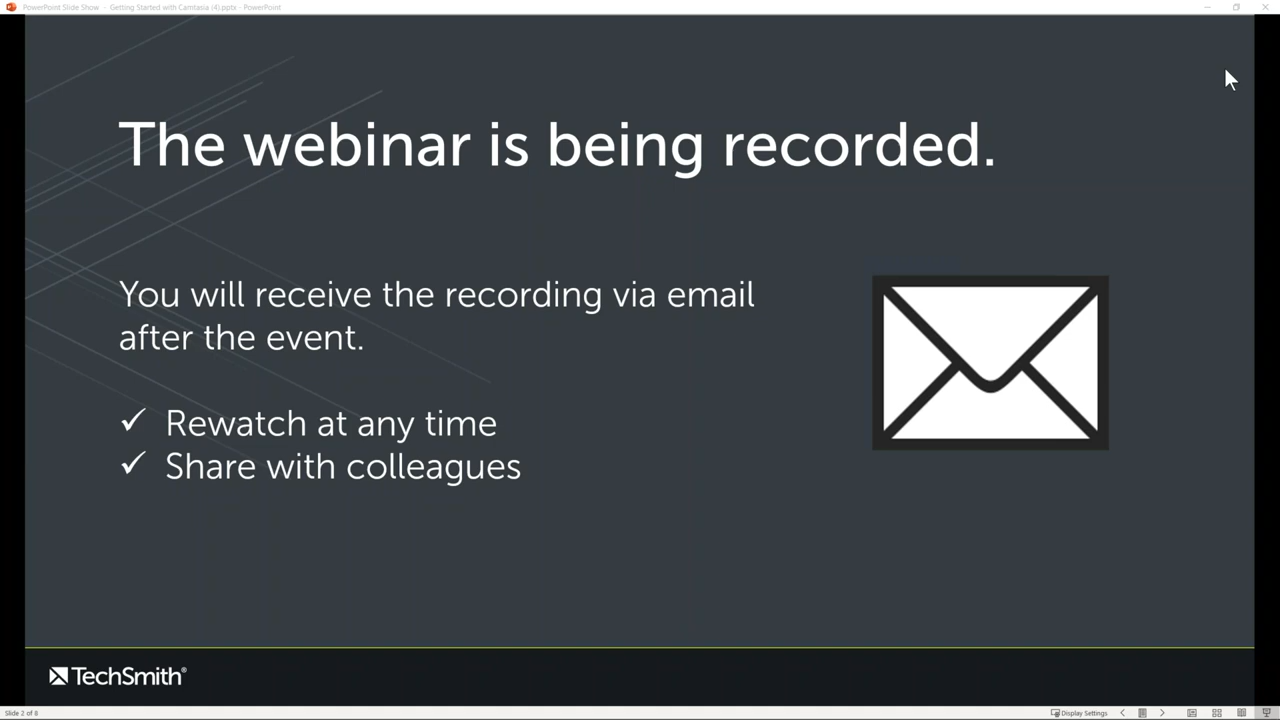 PowerPoint Slide Show - Getting Started with Camtasia (4).pptx - PowerPoint
The webinar is being recorded.
You will receive the recording via email
after the event.
✓ Rewatch at any time
✓ Share with colleagues
TechSmith®
Slide 2 of 8
Display Settings